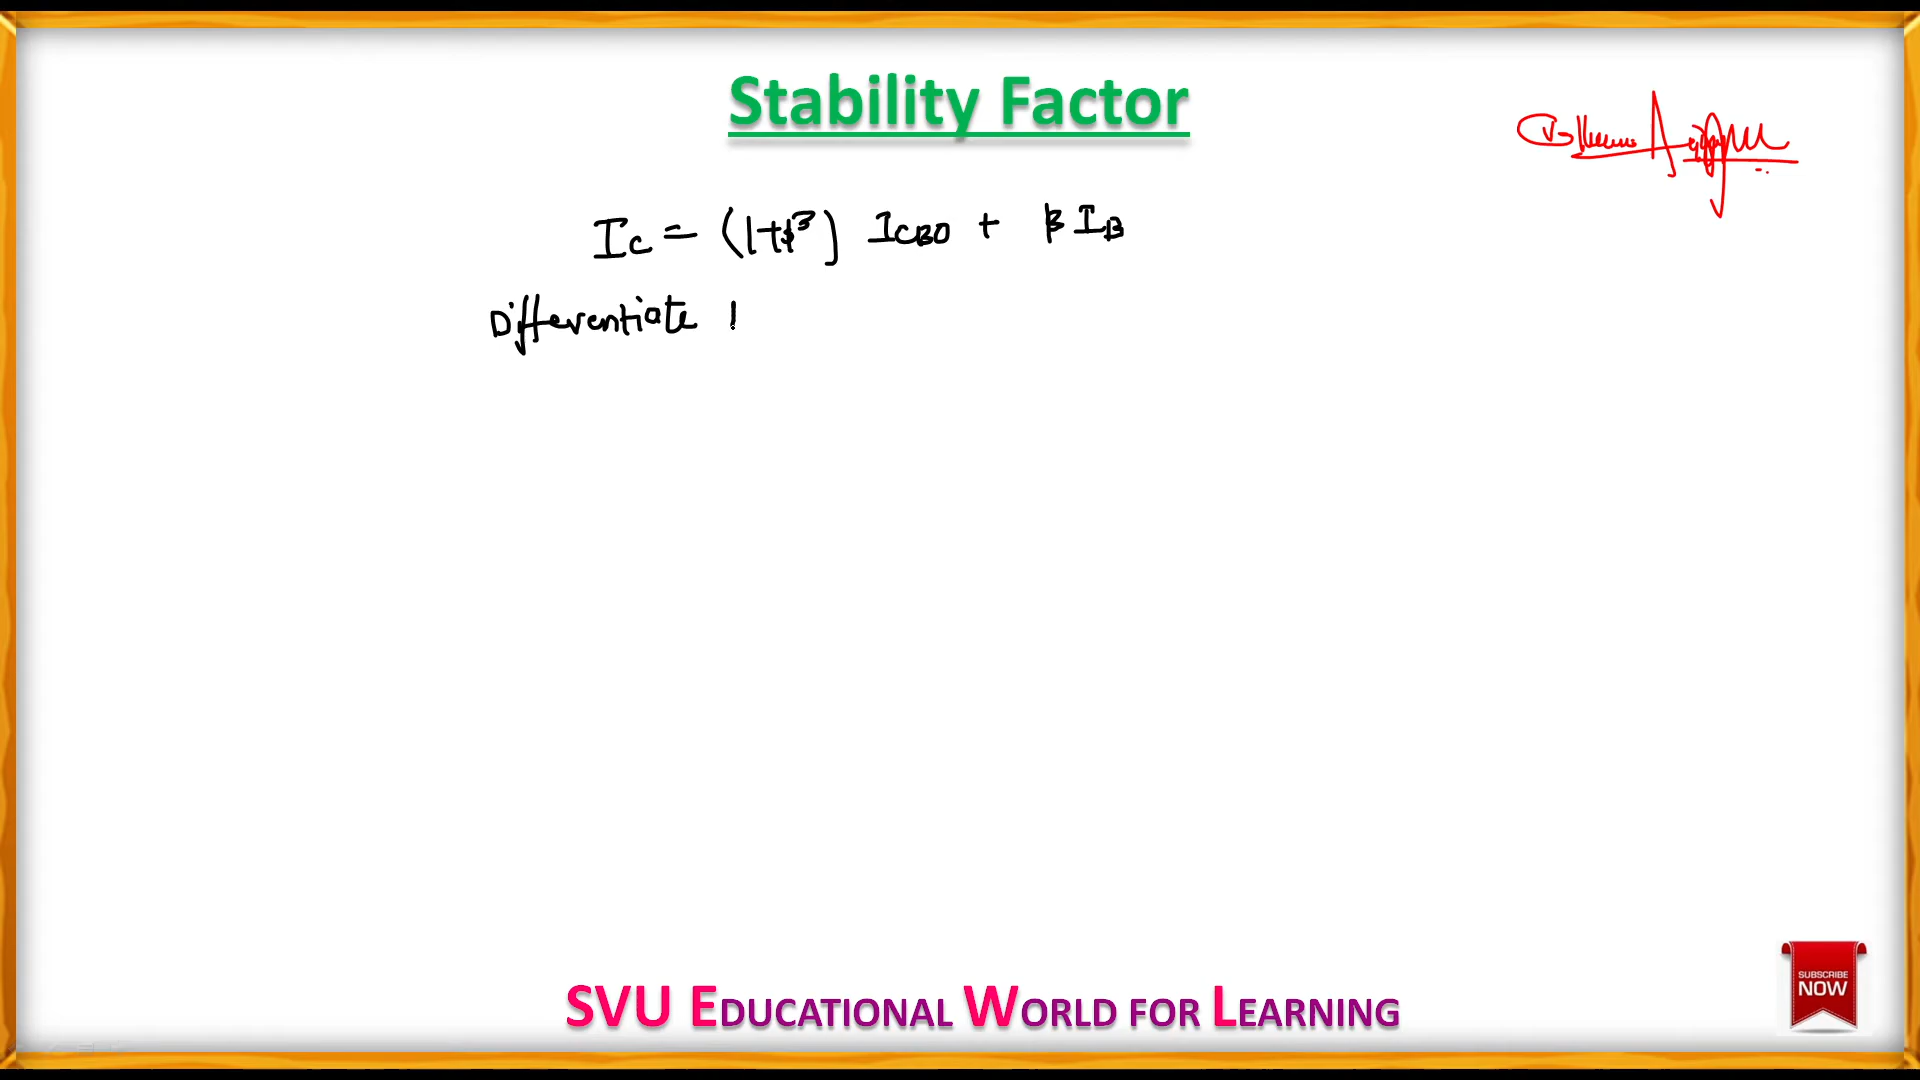 Stability Factor
Ic = (1+β) ICBO + β IB
Differentiate
SUBSCRIBE
NOW
SVU EDUCATIONAL WORLD FOR LEARNING